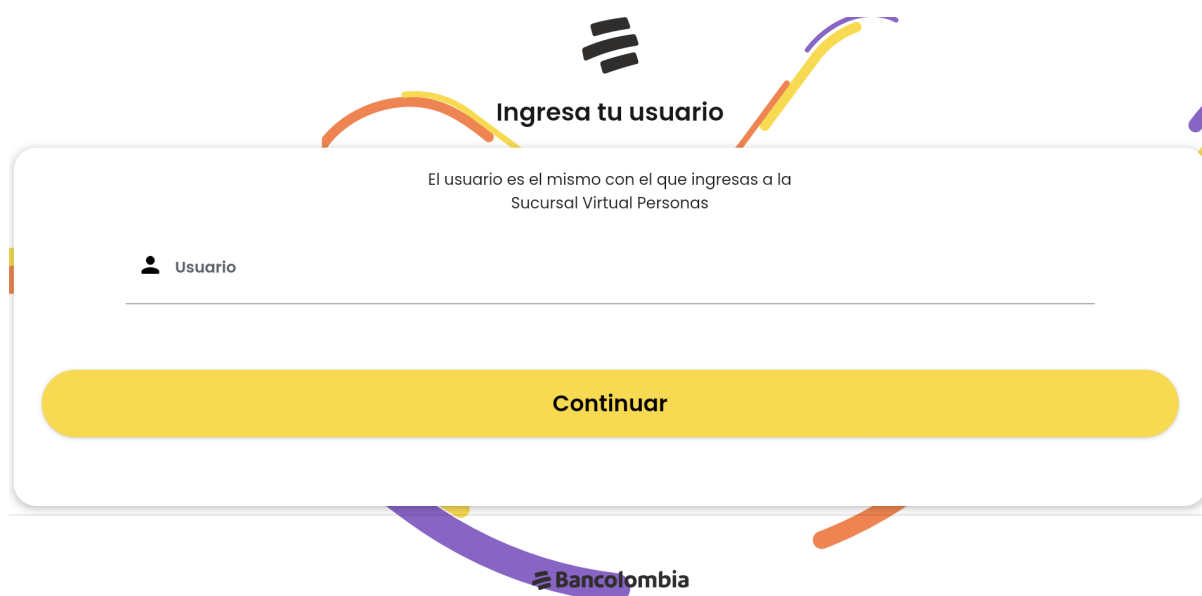 Ingresa tu usuario
El usuario es el mismo con el que ingresas a la
Sucursal Virtual Personas
Usuario
Continuar
Bancolombia